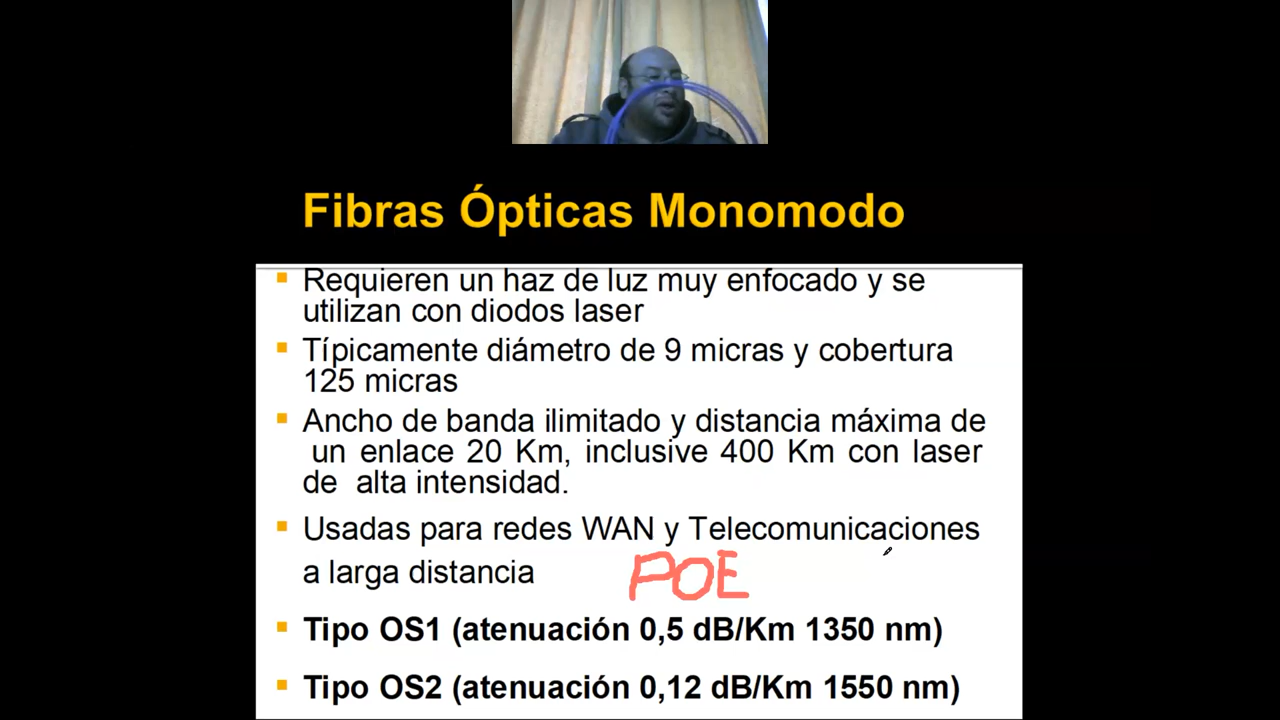 Fibras Ópticas Monomodo
Requieren un haz de luz muy enfocado y se
utilizan con diodos laser
Típicamente diámetro de 9 micras y cobertura
125 micras
Ancho de banda ilimitado y distancia máxima de
un enlace 20 Km, inclusive 400 Km con laser
de alta intensidad.
Usadas para redes WAN y Telecomunicaciones
a larga distancia
POE
Tipo OS1 (atenuación 0,5 dB/Km 1350 nm)
Tipo OS2 (atenuación 0,12 dB/Km 1550 nm)